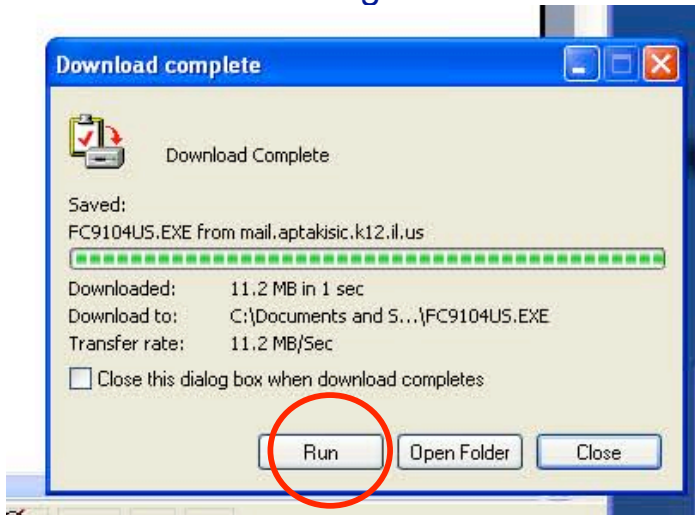 Download complete
Download Complete
Saved:
FC9104US.EXE from mail.aptakisic.k12.il.us
Downloaded: 11.2 MB in 1 sec
Download to: C:\Documents and S...\FC9104US.EXE
Transfer rate: 11.2 MB/Sec
Close this dialog box when download completes
Run Open Folder Close